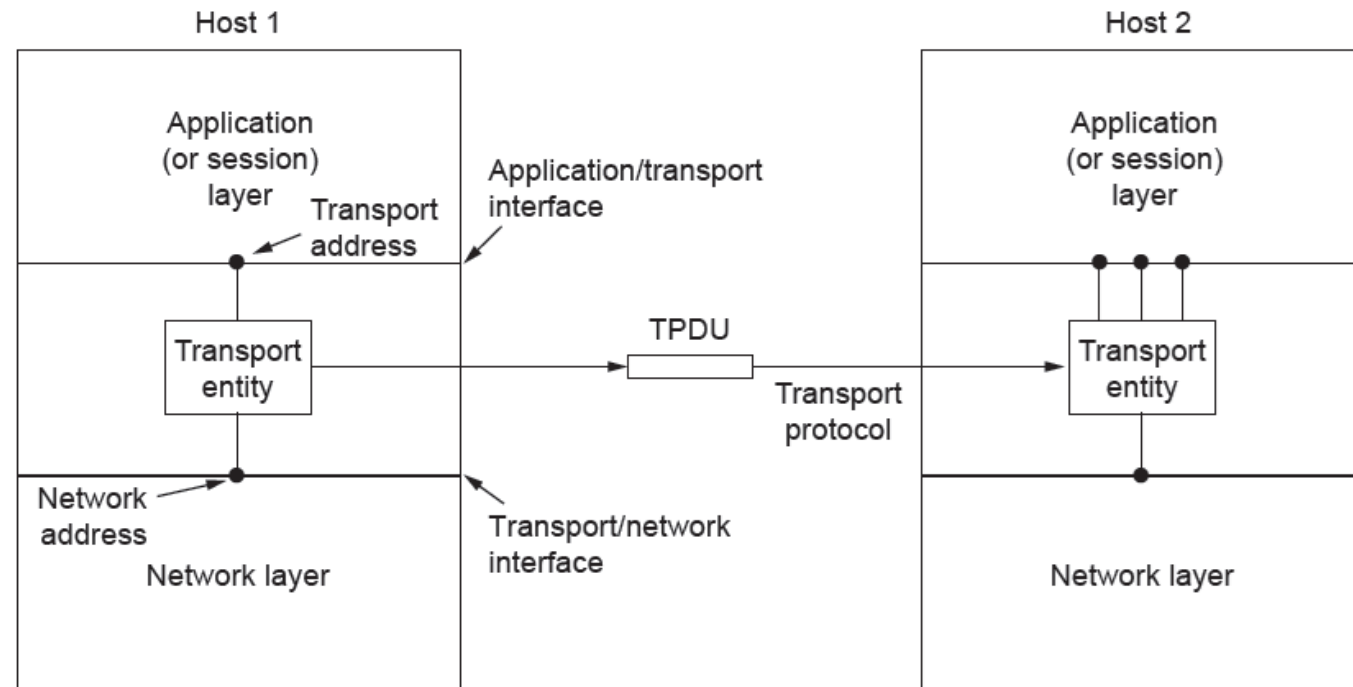 Host 1
Host 2
Application
(or session)
layer
Transport
address
Application/transport
interface
Application
(or session)
layer
Transport
entity
TPDU
Transport
protocol
Transport
entity
Network
address
Transport/network
interface
Network layer
Network layer